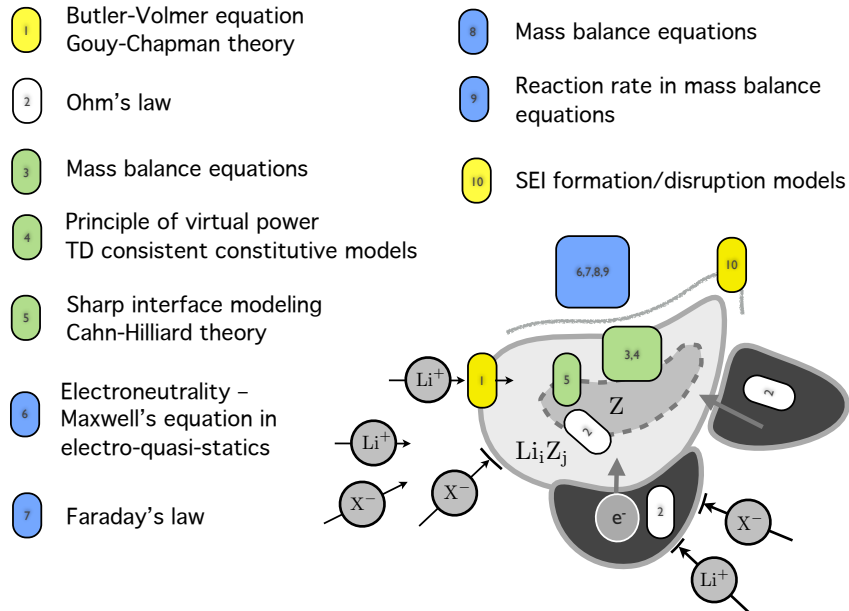 1
Butler-Volmer equation
Gouy-Chapman theory
2
Ohm's law
3
Mass balance equations
4
Principle of virtual power
TD consistent constitutive models
5
Sharp interface modeling
Cahn-Hilliard theory
6
Electroneutrality –
Maxwell's equation in
electro-quasi-statics
7
Faraday's law
8
Mass balance equations
9
Reaction rate in mass balance
equations
10
SEI formation/disruption models
6,7,8,9
10
3,4
Li⁺
1
5
Z
2
2
Li⁺
LiᵢZⱼ
X⁻
X⁻
e⁻
2
X⁻
Li⁺